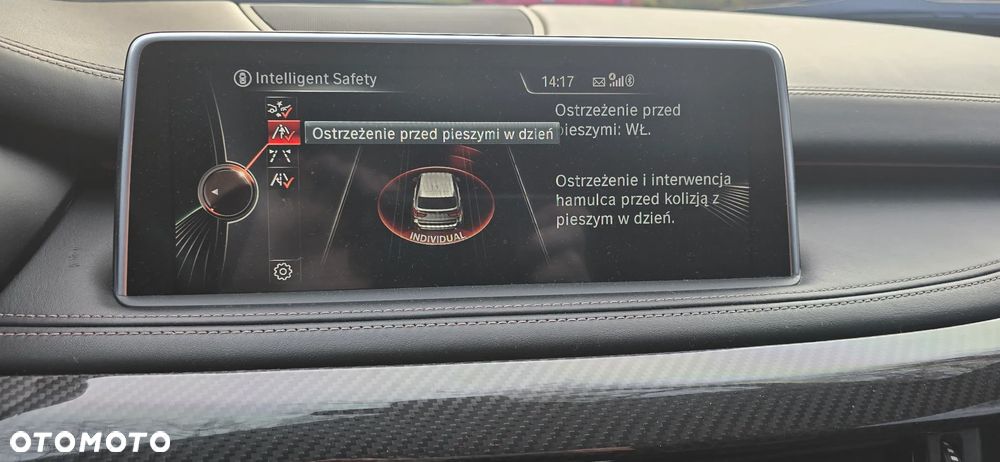 Intelligent Safety
14:17
Ostrzeżenie przed pieszymi w dzień
Ostrzeżenie przed
pieszymi: WŁ.
Ostrzeżenie i interwencja
hamulca przed kolizją z
pieszym w dzień.
INDIVIDUAL
OTOMOTO